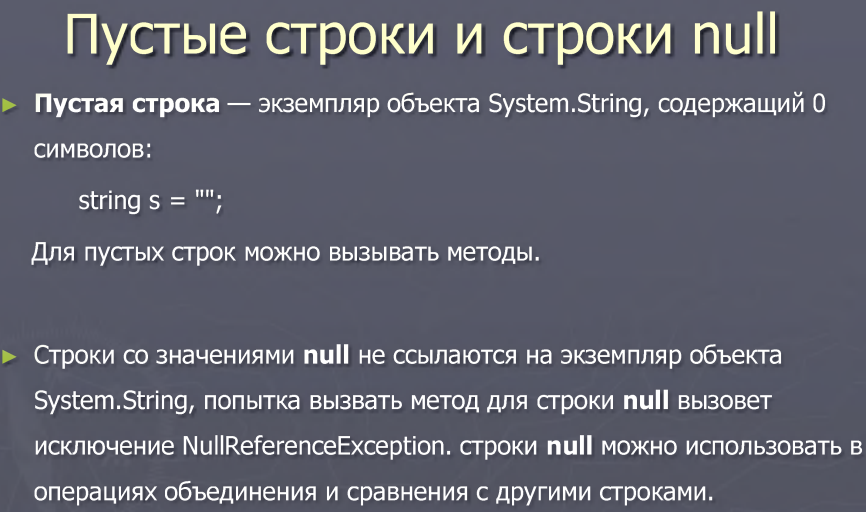 Пустые строки и строки null
► Пустая строка — экземпляр объекта System.String, содержащий 0
символов:
string s = "";
Для пустых строк можно вызывать методы.
► Строки со значениями null не ссылаются на экземпляр объекта
System.String, попытка вызвать метод для строки null вызовет
исключение NullReferenceException. строки null можно использовать в
операциях объединения и сравнения с другими строками.